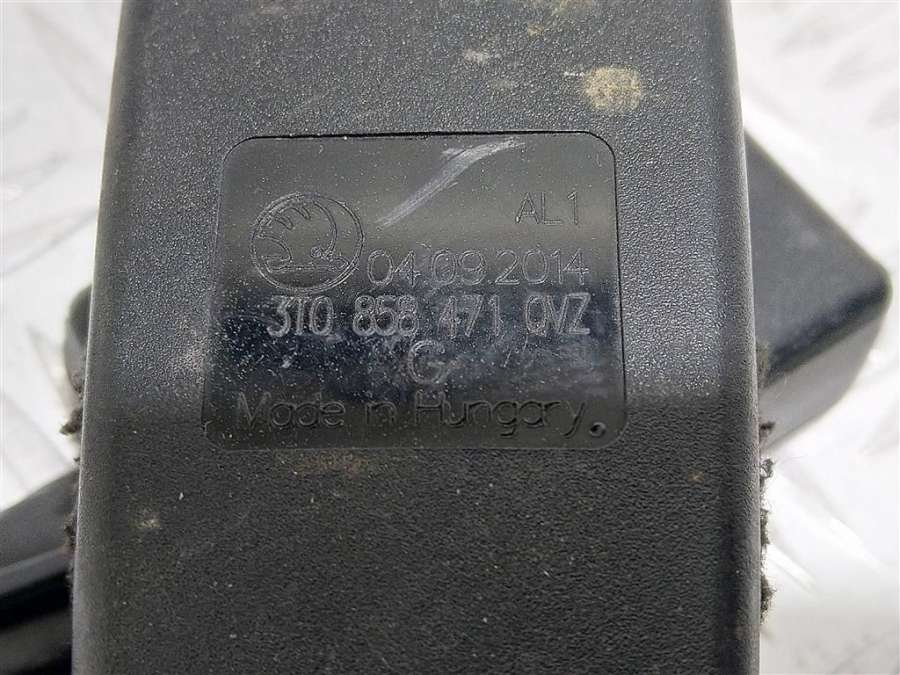 AL1
04.09.2014
3T0 858 471 QVZ
G
Made in Hungary